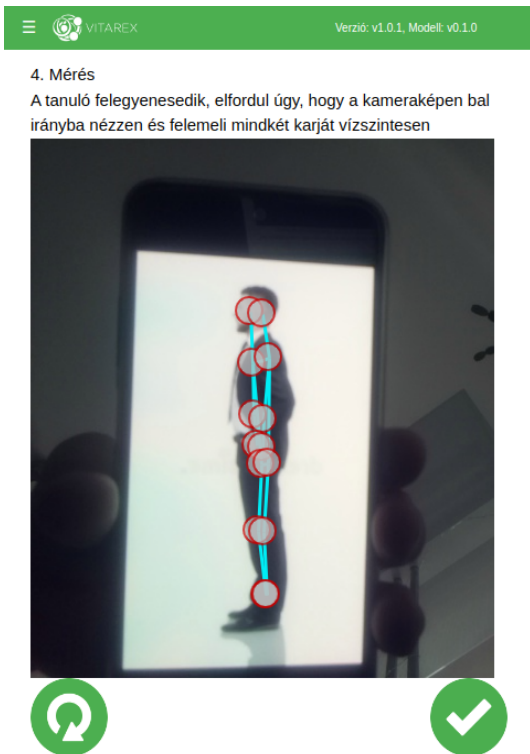 VITAREX
Verzió: v1.0.1, Modell: v0.1.0
4. Mérés
A tanuló felegyenesedik, elfordul úgy, hogy a kameraképen bal
irányba nézzen és felemeli mindkét karját vízszintesen